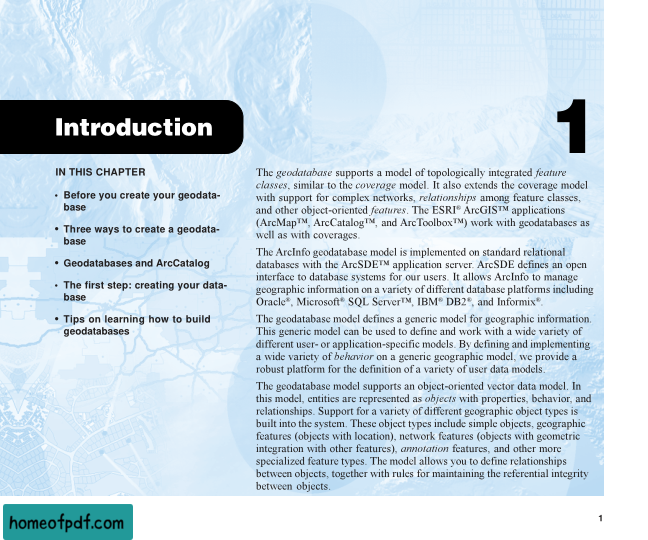 Introduction
1
IN THIS CHAPTER
• Before you create your geodata-
base
• Three ways to create a geodata-
base
• Geodatabases and ArcCatalog
• The first step: creating your data-
base
• Tips on learning how to build
geodatabases
The geodatabase supports a model of topologically integrated feature
classes, similar to the coverage model. It also extends the coverage model
with support for complex networks, relationships among feature classes,
and other object-oriented features. The ESRI® ArcGIS™ applications
(ArcMap™, ArcCatalog™, and ArcToolbox™) work with geodatabases as
well as with coverages.
The ArcInfo geodatabase model is implemented on standard relational
databases with the ArcSDE™ application server. ArcSDE defines an open
interface to database systems for our users. It allows ArcInfo to manage
geographic information on a variety of different database platforms including
Oracle®, Microsoft® SQL Server™, IBM® DB2®, and Informix®.
The geodatabase model defines a generic model for geographic information.
This generic model can be used to define and work with a wide variety of
different user- or application-specific models. By defining and implementing
a wide variety of behavior on a generic geographic model, we provide a
robust platform for the definition of a variety of user data models.
The geodatabase model supports an object-oriented vector data model. In
this model, entities are represented as objects with properties, behavior, and
relationships. Support for a variety of different geographic object types is
built into the system. These object types include simple objects, geographic
features (objects with location), network features (objects with geometric
integration with other features), annotation features, and other more
specialized feature types. The model allows you to define relationships
between objects, together with rules for maintaining the referential integrity
between objects.
homeofpdf.com
1